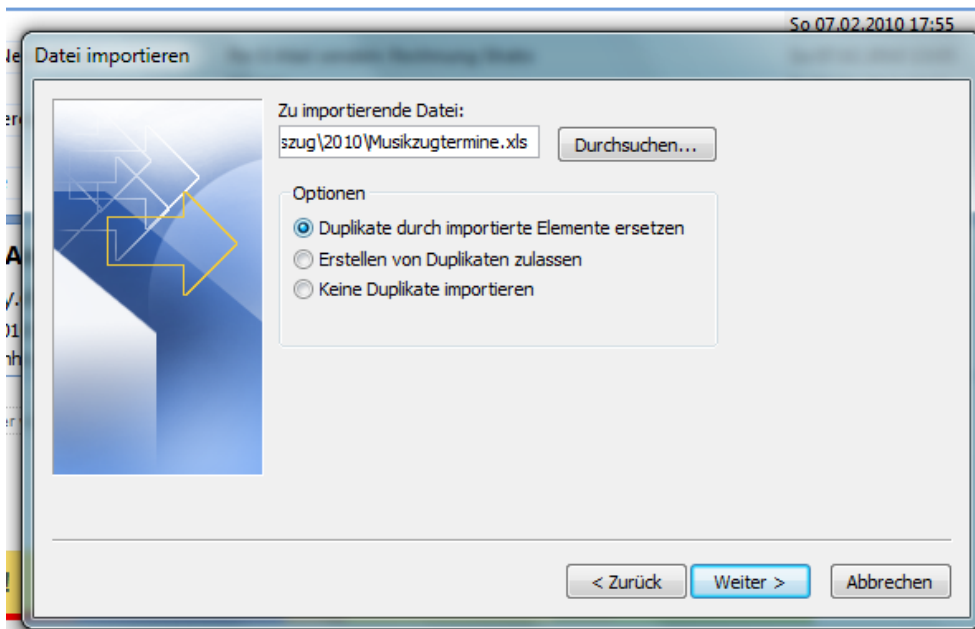 So 07.02.2010 17:55
Datei importieren
Zu importierende Datei:
szug\2010\Musikzugtermine.xls
Durchsuchen...
Optionen
Duplikate durch importierte Elemente ersetzen
Erstellen von Duplikaten zulassen
Keine Duplikate importieren
< Zurück
Weiter >
Abbrechen